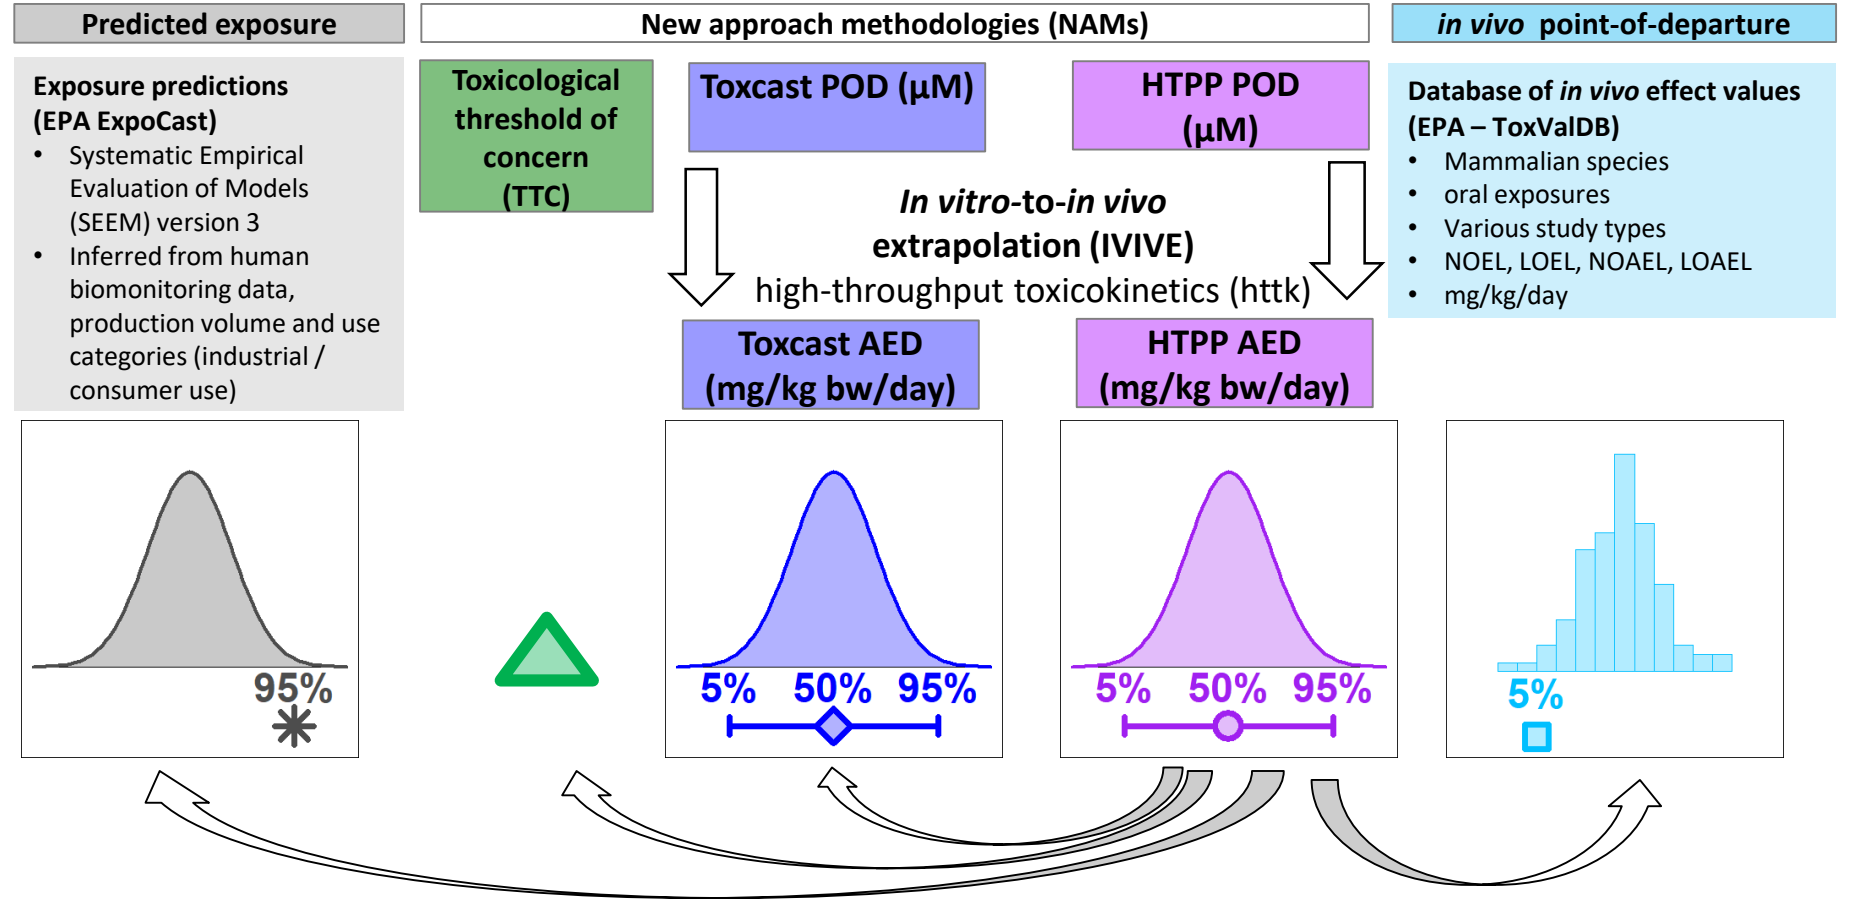 Predicted exposure
New approach methodologies (NAMs)
in vivo point-of-departure
Exposure predictions
(EPA ExpoCast)
• Systematic Empirical
Evaluation of Models
(SEEM) version 3
• Inferred from human
biomonitoring data,
production volume and use
categories (industrial /
consumer use)
Toxicological
threshold of
concern
(TTC)
Toxcast POD (µM)
HTPP POD
(µM)
In vitro-to-in vivo
extrapolation (IVIVE)
high-throughput toxicokinetics (httk)
Toxcast AED
(mg/kg bw/day)
HTPP AED
(mg/kg bw/day)
Database of in vivo effect values
(EPA – ToxValDB)
• Mammalian species
• oral exposures
• Various study types
• NOEL, LOEL, NOAEL, LOAEL
• mg/kg/day
95%
5% 50% 95%
5% 50% 95%
5%